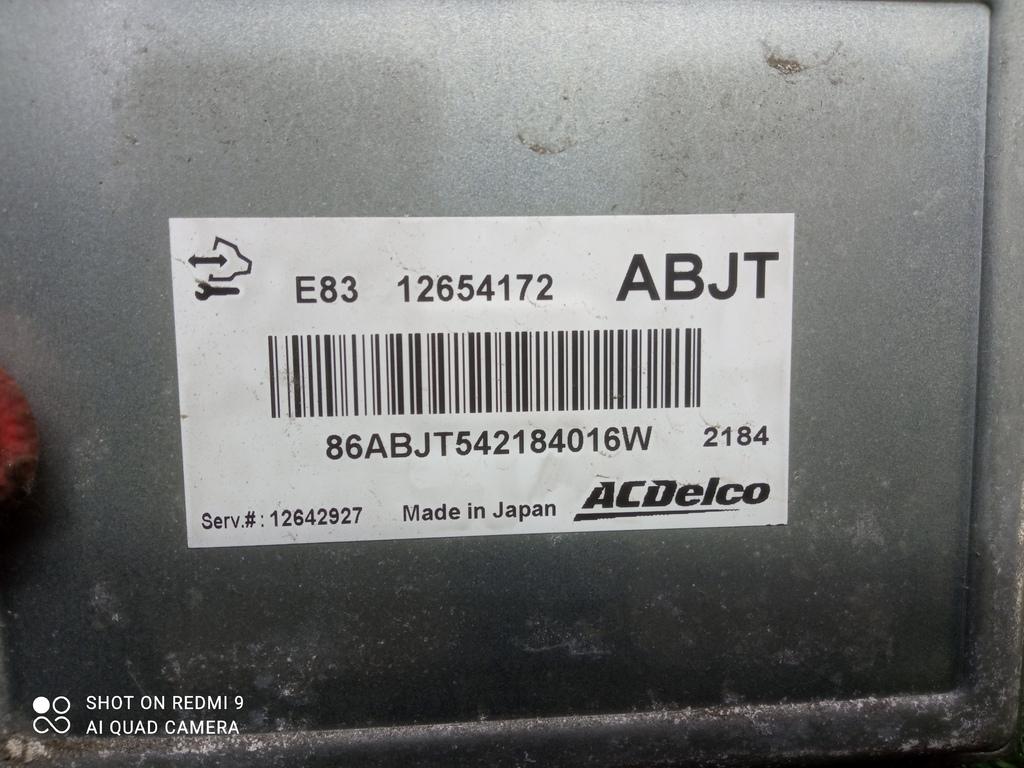 E83 12654172 ABJT
86ABJT542184016W 2184
Serv.#: 12642927 Made in Japan ACDelco
SHOT ON REDMI 9
AI QUAD CAMERA